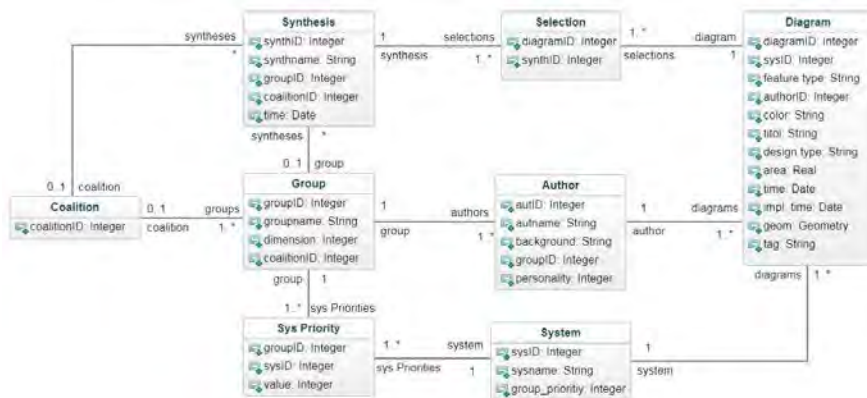 Synthesis
synthID: Integer
synthname: String
groupID: Integer
coalitionID: Integer
time: Date
syntheses
*
1
synthesis
selections
1..*
Selection
diagramID: Integer
synthID: Integer
1..*
selections
diagram
1
Diagram
diagramID: Integer
sysID: Integer
feature type: String
authorID: Integer
color: String
titol: String
design type: String
area: Real
time: Date
impl. time: Date
geom: Geometry
tag: String
syntheses *
0..1 group
0..1 coalition
Coalition
coalitionID: Integer
0..1
coalition
groups
1..*
Group
groupID: Integer
groupname: String
dimension: Integer
coalitionID: Integer
1
group
authors
1..*
Author
autID: Integer
autname: String
background: String
groupID: Integer
personality: Integer
1
author
diagrams
1..*
diagrams 1..*
group 1
1..* sys Priorities
Sys Priority
groupID: Integer
sysID: Integer
value: Integer
1..*
sys Priorities
system
1
System
sysID: Integer
sysname: String
group_prioritiy: Integer
1
system